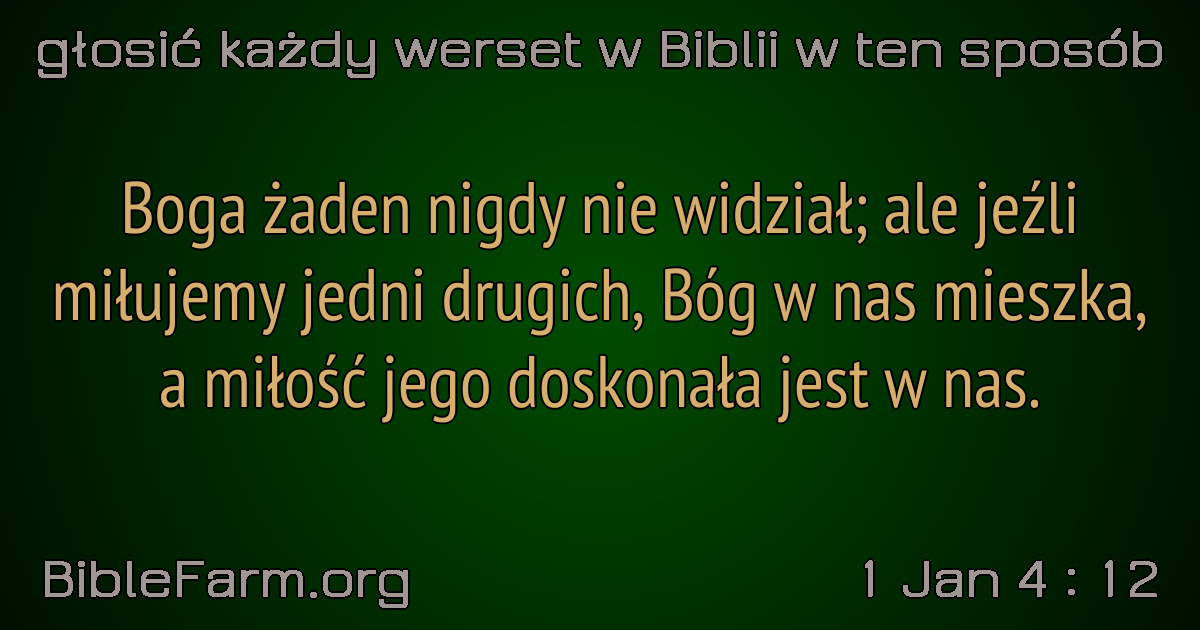 głosić każdy werset w Biblii w ten sposób
Boga żaden nigdy nie widział; ale jeźli
miłujemy jedni drugich, Bóg w nas mieszka,
a miłość jego doskonała jest w nas.
BibleFarm.org
1 Jan 4 : 12